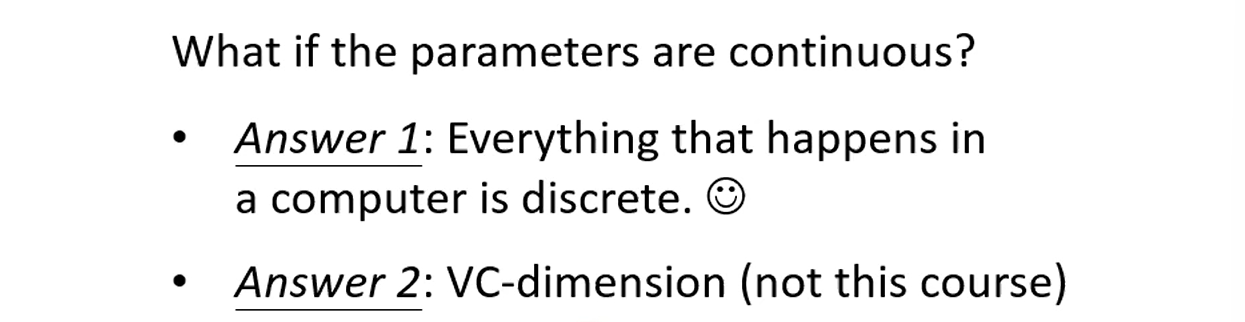 What if the parameters are continuous?
• Answer 1: Everything that happens in
a computer is discrete. ☺
• Answer 2: VC-dimension (not this course)